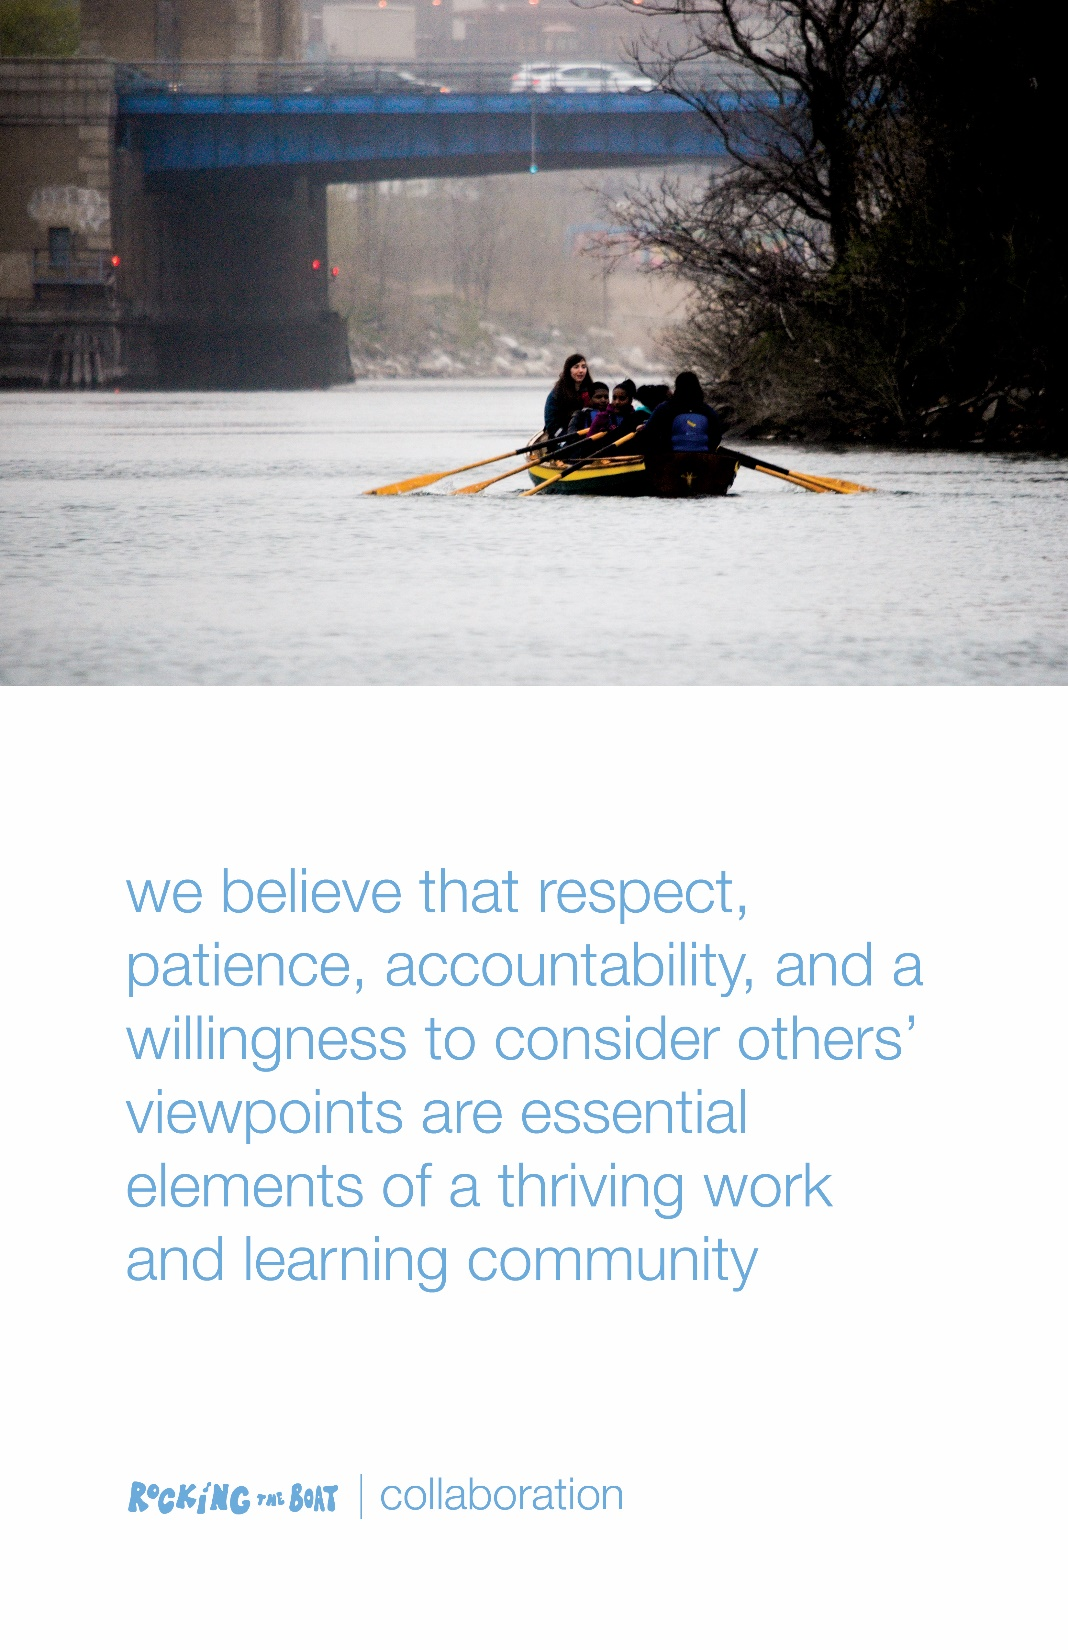 we believe that respect,
patience, accountability, and a
willingness to consider others’
viewpoints are essential
elements of a thriving work
and learning community
ROCKiNG THE BOAT | collaboration